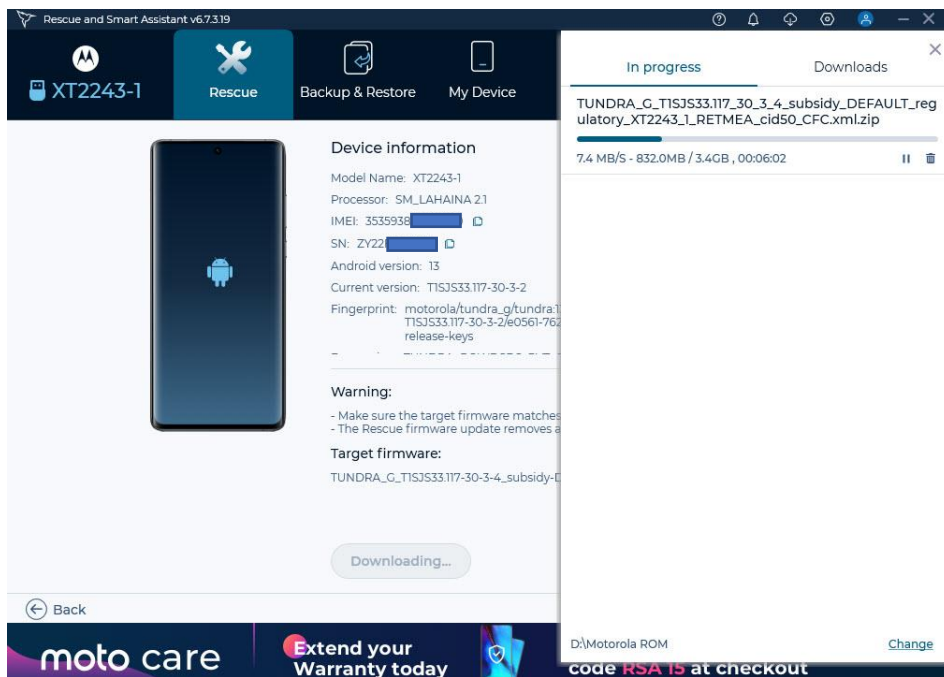 Rescue and Smart Assistant v6.7.3.19
XT2243-1
Rescue
Backup & Restore
My Device
In progress
Downloads
TUNDRA_G_T1SJS33.117_30_3_4_subsidy_DEFAULT_reg
ulatory_XT2243_1_RETMEA_cid50_CFC.xml.zip
7.4 MB/S - 832.0MB / 3.4GB , 00:06:02
Device information
Model Name: XT2243-1
Processor: SM_LAHAINA 2.1
IMEI: 3535938
SN: ZY22
Android version: 13
Current version: T1SJS33.117-30-3-2
Fingerprint: motorola/tundra_g/tundra:1
T1SJS33.117-30-3-2/e0561-762
release-keys
Warning:
- Make sure the target firmware matches
- The Rescue firmware update removes a
Target firmware:
TUNDRA_G_T1SJS33.117-30-3-4_subsidy-D
Downloading...
Back
D:\Motorola ROM
Change
moto care
Extend your
Warranty today
code RSA 15 at checkout